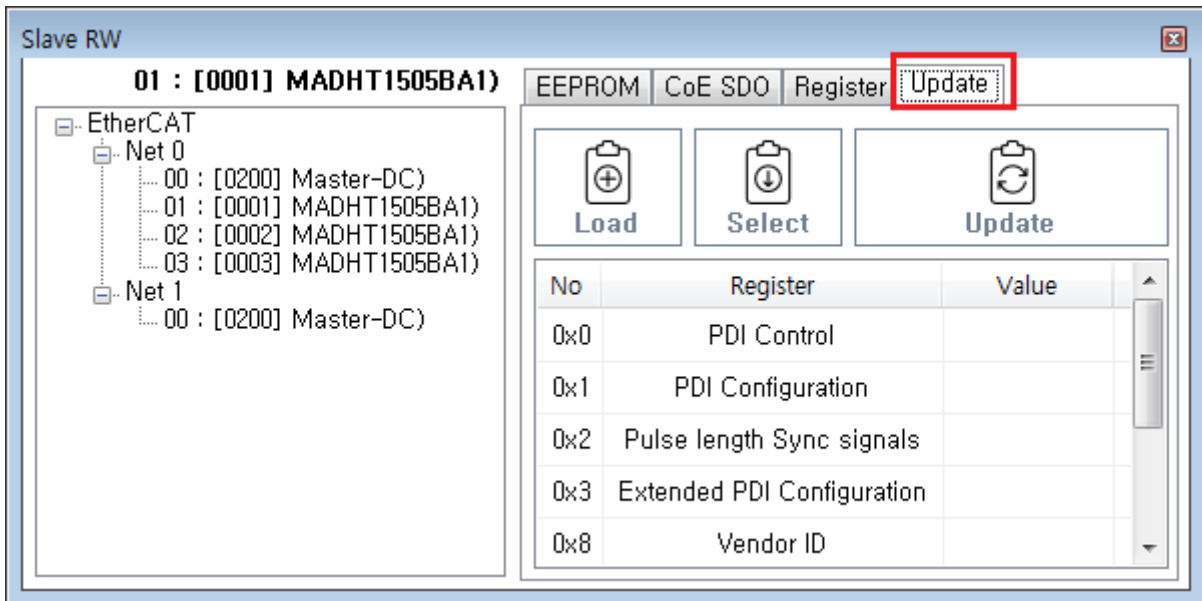 Slave RW
01 : [0001] MADHT1505BA1)
EtherCAT
Net 0
00 : [0200] Master-DC)
01 : [0001] MADHT1505BA1)
02 : [0002] MADHT1505BA1)
03 : [0003] MADHT1505BA1)
Net 1
00 : [0200] Master-DC)
EEPROM CoE SDO Register Update
Load Select Update
No Register Value
0x0 PDI Control
0x1 PDI Configuration
0x2 Pulse length Sync signals
0x3 Extended PDI Configuration
0x8 Vendor ID